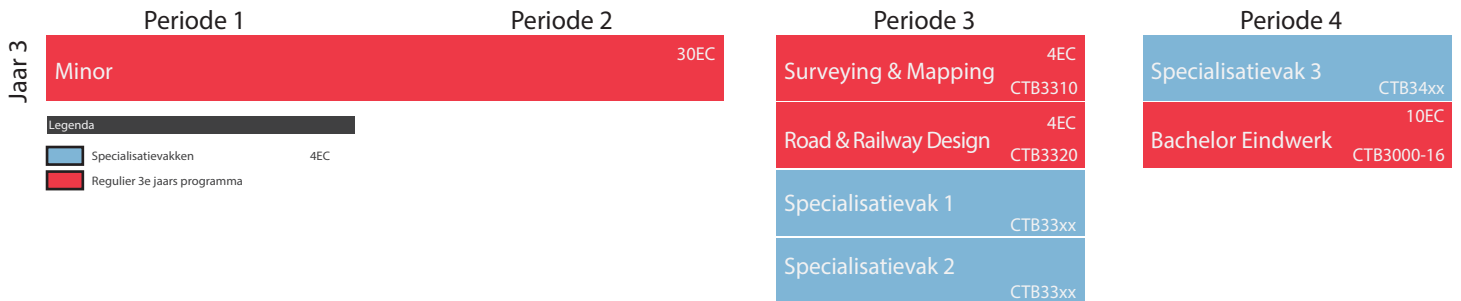 Periode 1
Periode 2
Periode 3
Periode 4
Jaar 3
Minor
30EC
Surveying & Mapping
4EC
CTB3310
Road & Railway Design
4EC
CTB3320
Specialisatievak 1
CTB33xx
Specialisatievak 2
CTB33xx
Specialisatievak 3
CTB34xx
Bachelor Eindwerk
10EC
CTB3000-16
Legenda
Specialisatievakken 4EC
Regulier 3e jaars programma